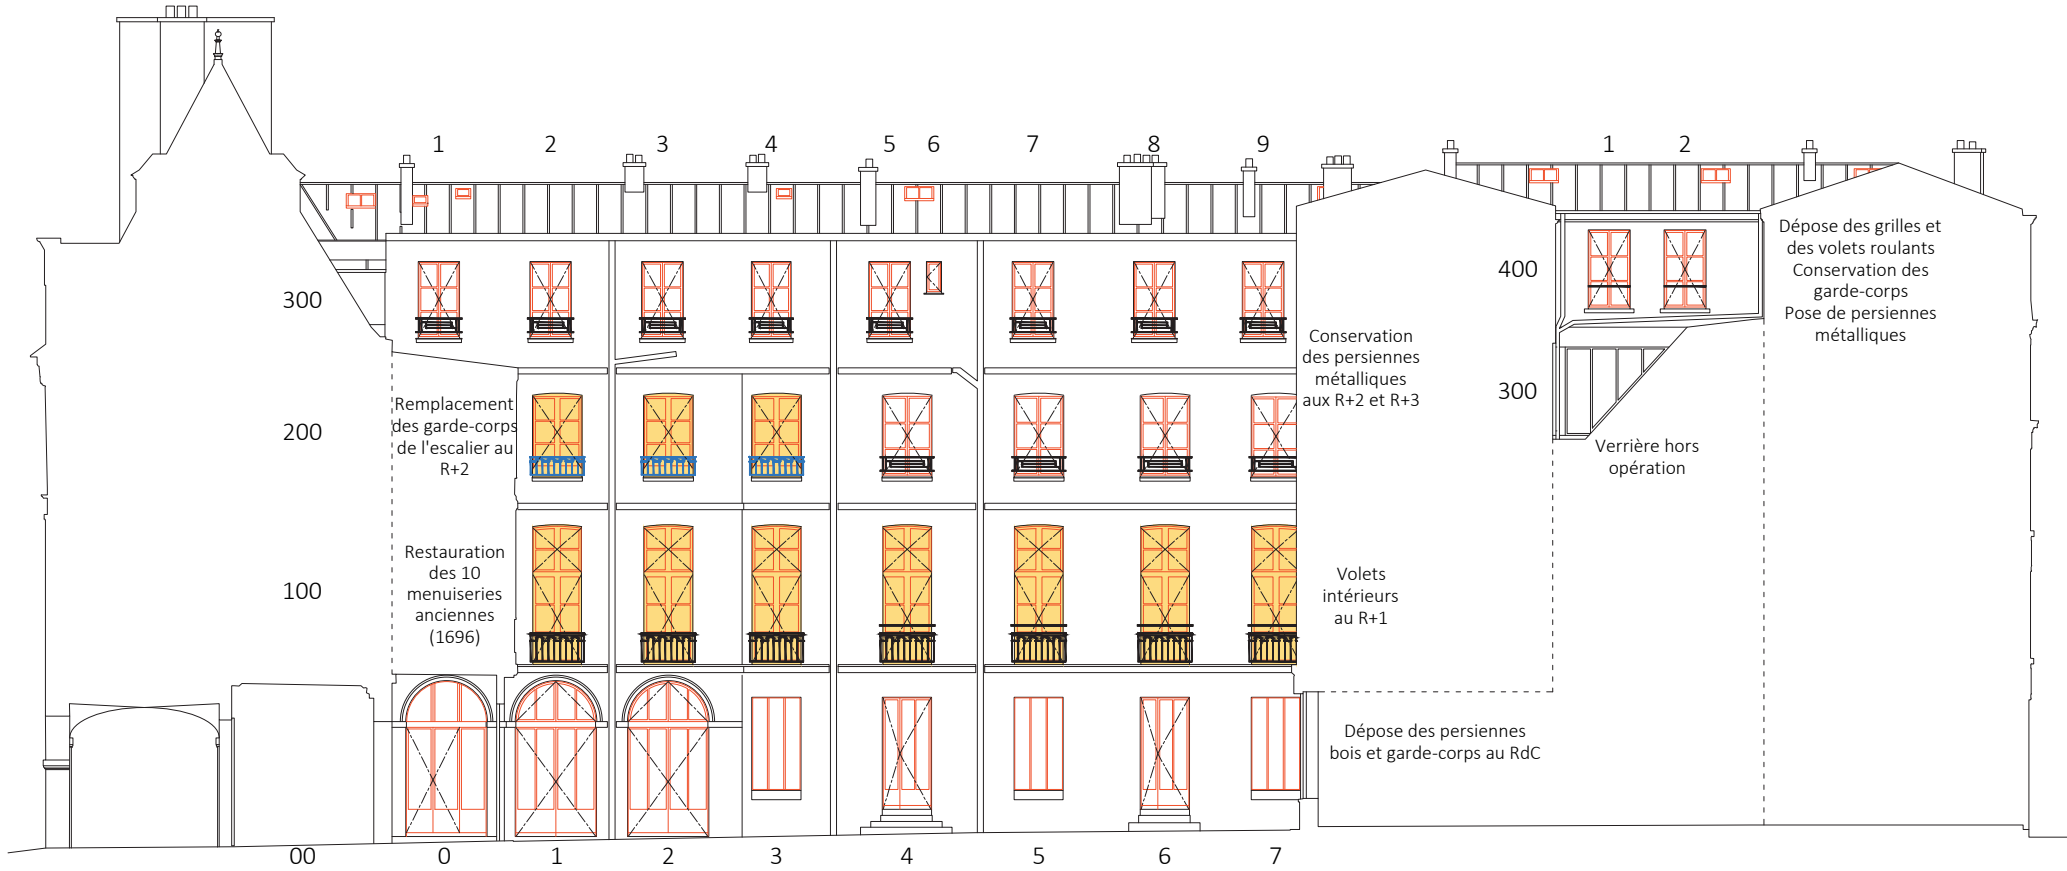 1 2 3 4 5 6 7 8 9 1 2
300
200
100
00 0 1 2 3 4 5 6 7
400
300
Remplacement
des garde-corps
de l'escalier au
R+2
Restauration
des 10
menuiseries
anciennes
(1696)
Conservation
des persiennes
métalliques
aux R+2 et R+3
Volets
intérieurs
au R+1
Dépose des persiennes
bois et garde-corps au RdC
Verrière hors
opération
Dépose des grilles et
des volets roulants
Conservation des
garde-corps
Pose de persiennes
métalliques